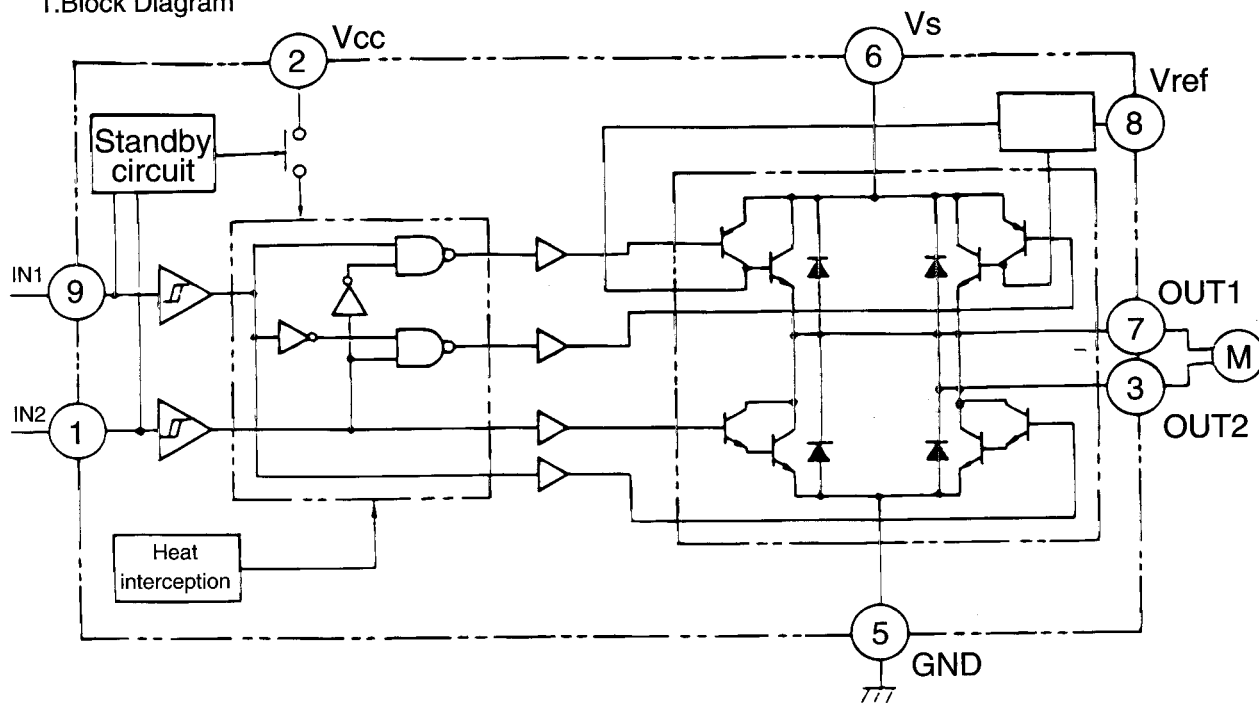 1.Block Diagram
2
Vcc
6
Vs
Vref
8
Standby
circuit
IN1
9
OUT1
7
M
3
OUT2
IN2
1
Heat
interception
5
GND